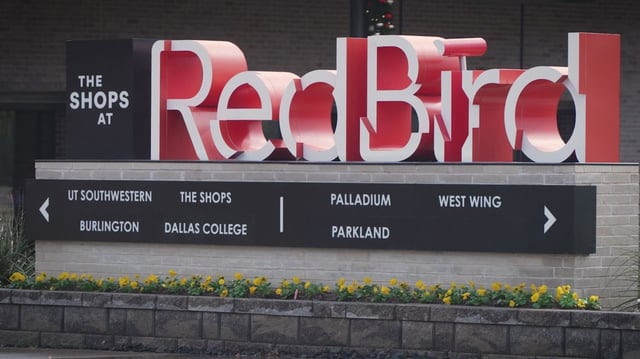 THE
SHOPS
AT
RedBird
UT SOUTHWESTERN THE SHOPS
BURLINGTON DALLAS COLLEGE
PALLADIUM WEST WING
PARKLAND